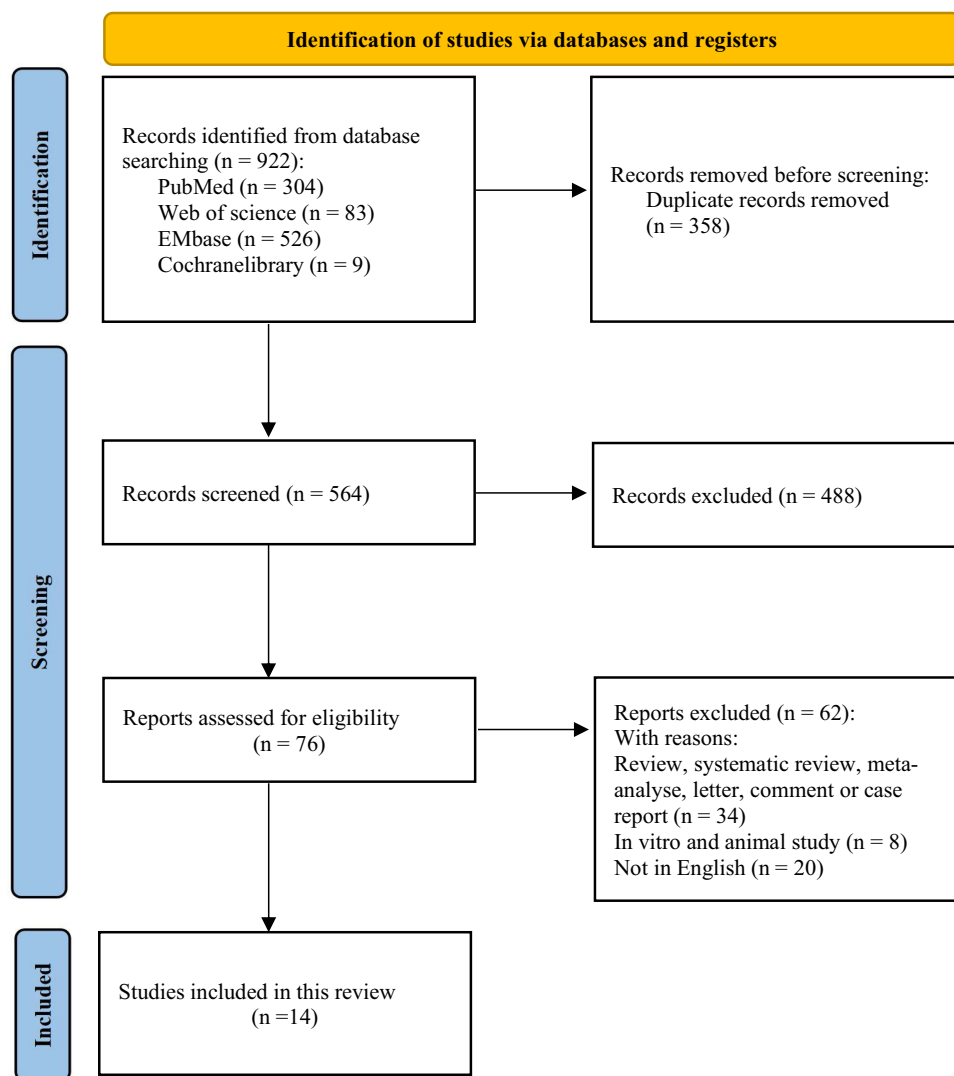 Identification of studies via databases and registers
Identification
Records identified from database
searching (n = 922):
PubMed (n = 304)
Web of science (n = 83)
EMbase (n = 526)
Cochranelibrary (n = 9)
Records removed before screening:
Duplicate records removed
(n = 358)
Screening
Records screened (n = 564)
Records excluded (n = 488)
Reports assessed for eligibility
(n = 76)
Reports excluded (n = 62):
With reasons:
Review, systematic review, meta-
analyse, letter, comment or case
report (n = 34)
In vitro and animal study (n = 8)
Not in English (n = 20)
Included
Studies included in this review
(n =14)